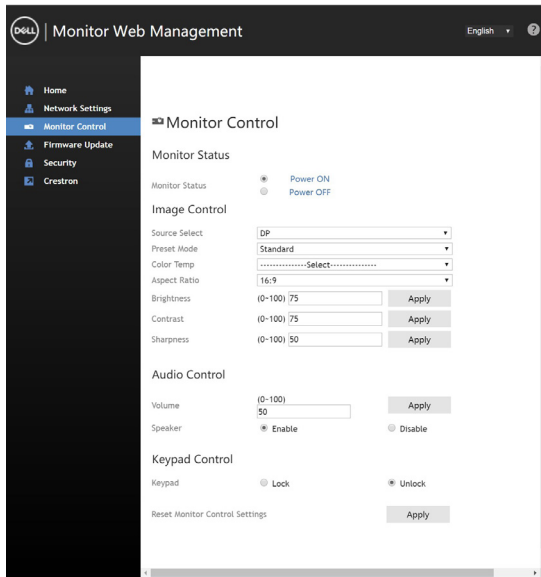 DELL | Monitor Web Management
English
?
Home
Network Settings
Monitor Control
Firmware Update
Security
Crestron
Monitor Control
Monitor Status
Monitor Status
Power ON
Power OFF
Image Control
Source Select DP
Preset Mode Standard
Color Temp ---------------Select---------------
Aspect Ratio 16:9
Brightness (0~100) 75 Apply
Contrast (0~100) 75 Apply
Sharpness (0~100) 50 Apply
Audio Control
Volume (0~100) 50 Apply
Speaker Enable Disable
Keypad Control
Keypad Lock Unlock
Reset Monitor Control Settings Apply